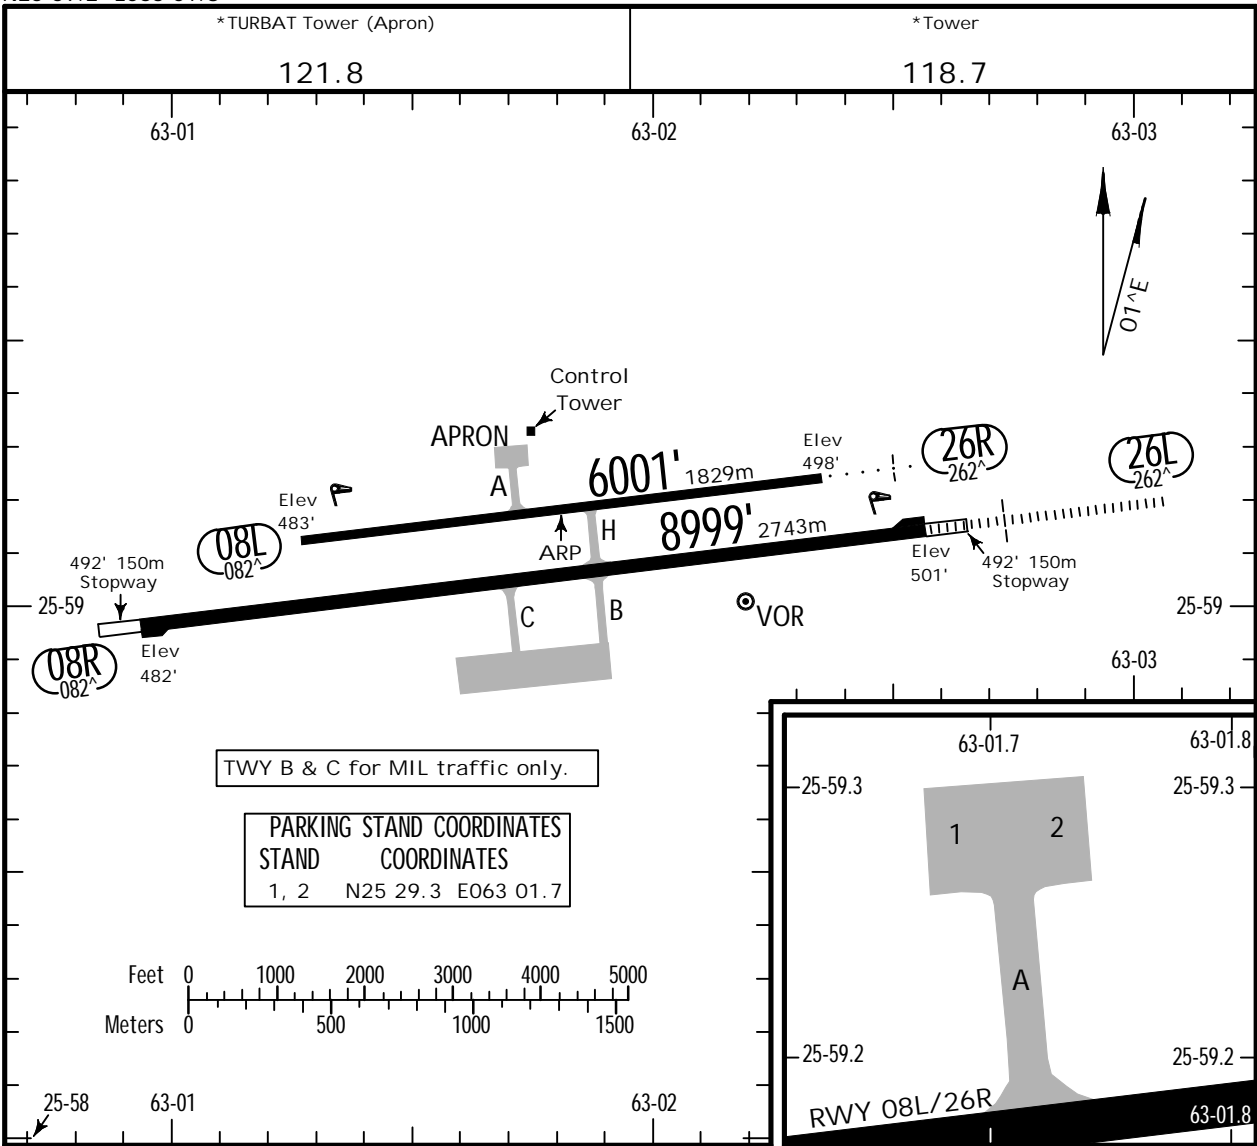 *TURBAT Tower (Apron)
*Tower
121.8
118.7
63-01
63-02
63-03
01^E
Control
Tower
APRON
A
6001' 1829m
Elev
498'
26R
262^
26L
262^
Elev
483'
08L
082^
ARP
H
8999' 2743m
492' 150m
Stopway
Elev
501'
492' 150m
Stopway
25-59
25-59
C
B
VOR
08R
082^
Elev
482'
63-03
TWY B & C for MIL traffic only.
PARKING STAND COORDINATES
STAND COORDINATES
1, 2 N25 29.3 E063 01.7
Feet 0 1000 2000 3000 4000 5000
Meters 0 500 1000 1500
25-58
63-01
63-02
63-01.7
63-01.8
25-59.3
25-59.3
1
2
A
25-59.2
25-59.2
RWY 08L/26R
63-01.8